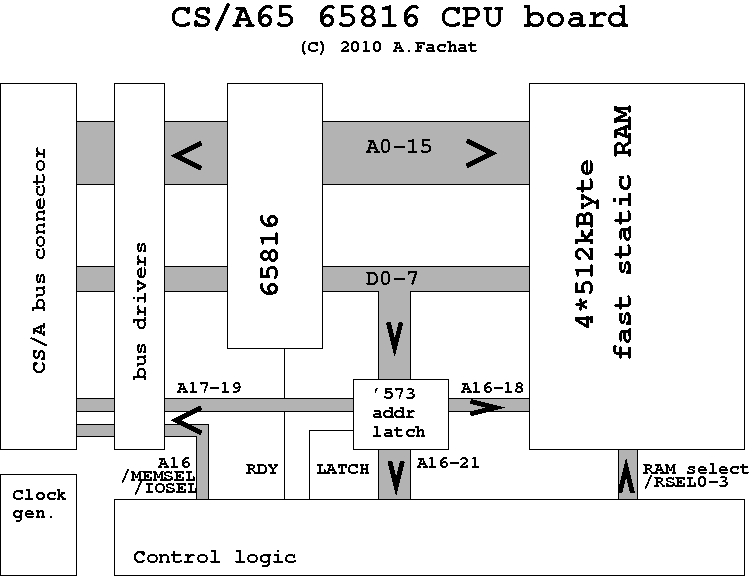 CS/A65 65816 CPU board
(C) 2010 A.Fachat
CS/A bus connector
bus drivers
65816
A0-15
D0-7
4*512kByte
fast static RAM
A17-19
'573
addr
latch
A16-18
A16
/MEMSEL
/IOSEL
RDY
LATCH
A16-21
RAM select
/RSEL0-3
Clock
gen.
Control logic